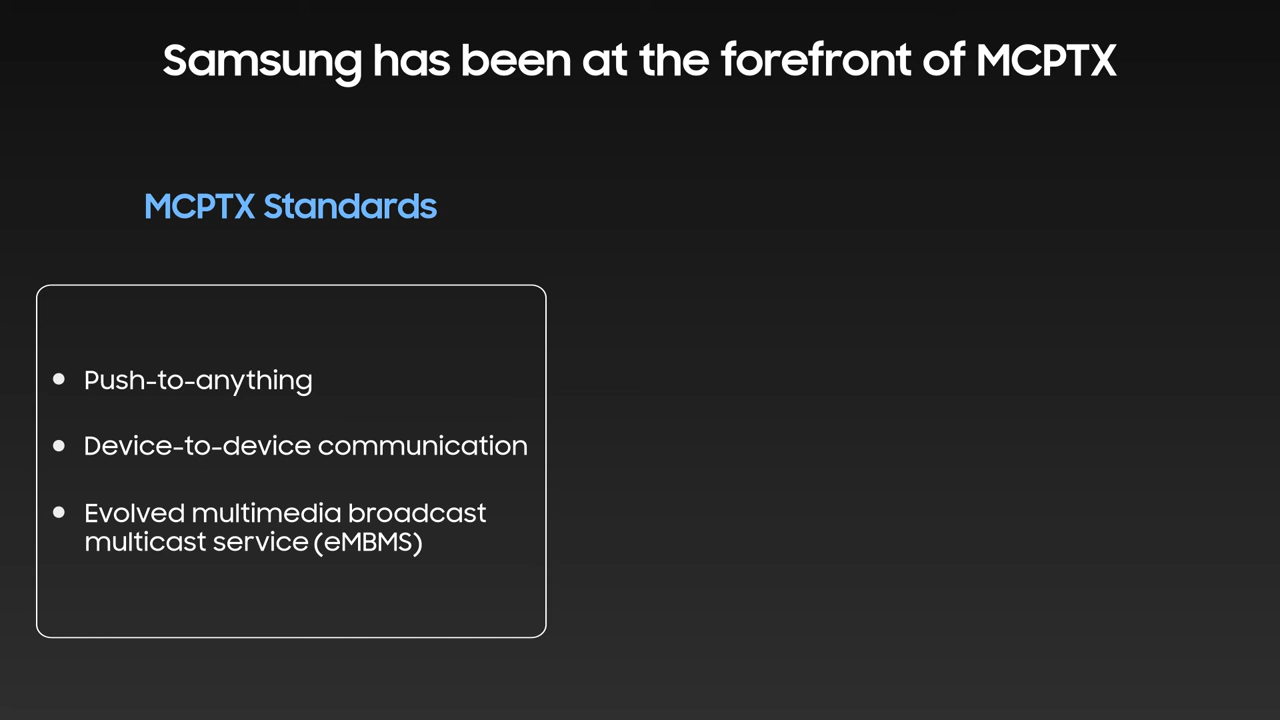 Samsung has been at the forefront of MCPTX
MCPTX Standards
• Push-to-anything
• Device-to-device communication
• Evolved multimedia broadcast
multicast service (eMBMS)